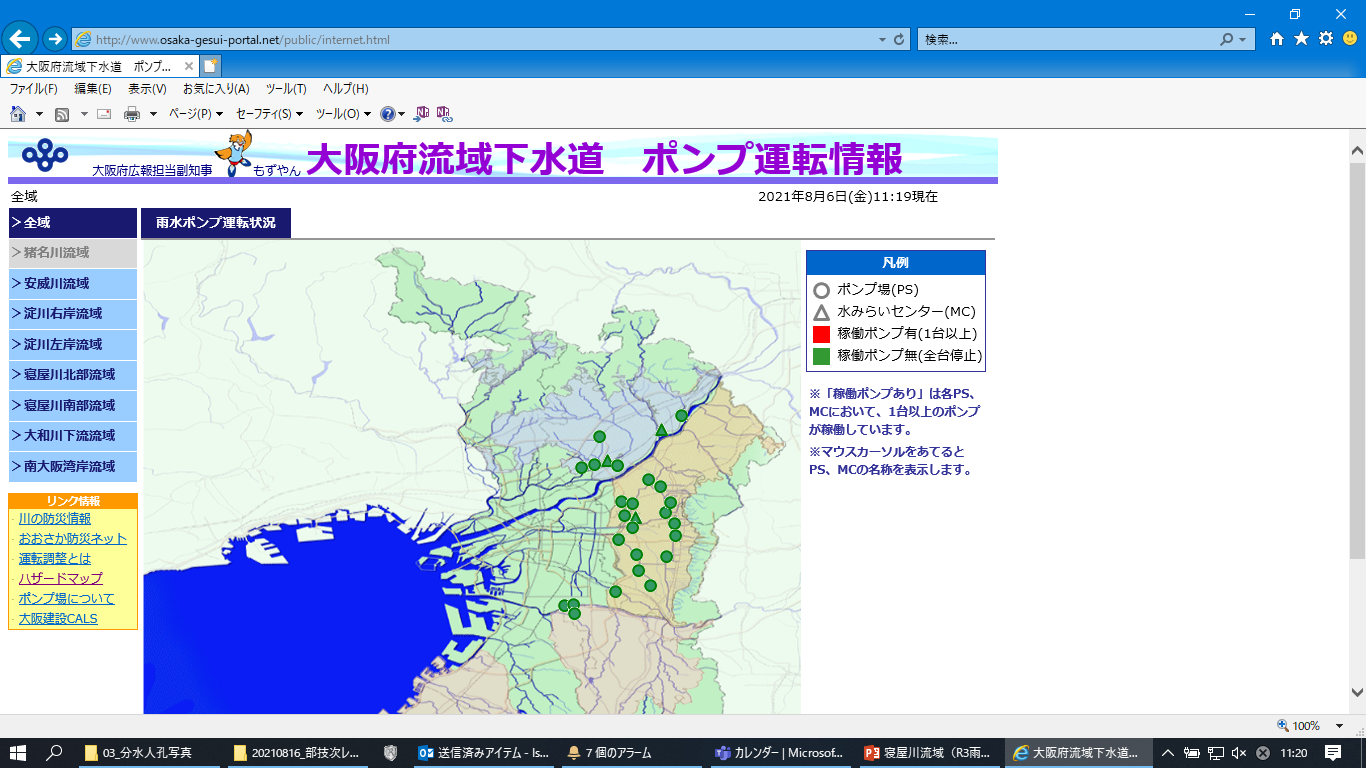 http://www.osaka-gesui-portal.net/public/internet.html
検索...
大阪府流域下水道 ポンプ...
ファイル(F) 編集(E) 表示(V) お気に入り(A) ツール(T) ヘルプ(H)
ページ(P) セーフティ(S) ツール(O)
大阪府広報担当副知事 もずやん 大阪府流域下水道 ポンプ運転情報
全域 2021年8月6日(金)11:19現在
＞全域
＞猪名川流域
＞安威川流域
＞淀川右岸流域
＞淀川左岸流域
＞寝屋川北部流域
＞寝屋川南部流域
＞大和川下流流域
＞南大阪湾岸流域
リンク情報
· 川の防災情報
· おおさか防災ネット
· 運転調整とは
· ハザードマップ
· ポンプ場について
· 大阪建設CALS
雨水ポンプ運転状況
凡例
ポンプ場(PS)
水みらいセンター(MC)
稼働ポンプ有(1台以上)
稼働ポンプ無(全台停止)
※「稼働ポンプあり」は各PS、
MCにおいて、1台以上のポンプ
が稼働しています。
※マウスカーソルをあてると
PS、MCの名称を表示します。
100%
03_分水人孔写真
20210816_部技次レ...
送信済みアイテム - Is...
7 個のアラーム
カレンダー | Microsof...
寝屋川流域（R3雨...
大阪府流域下水道...
11:20